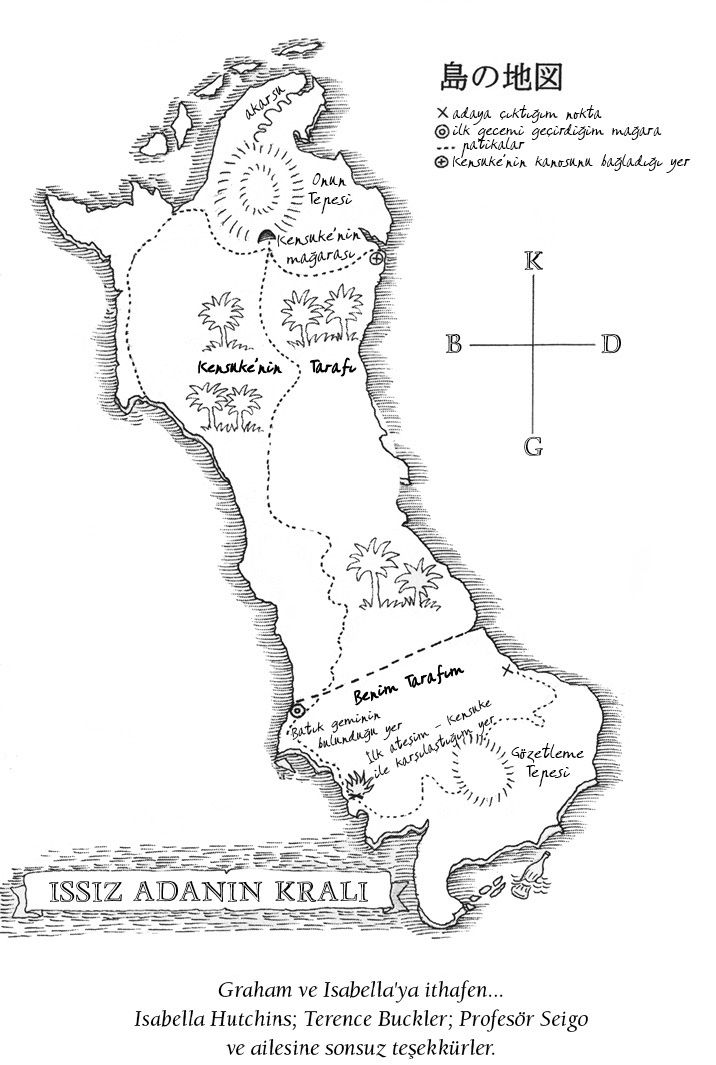 島の地図
adaya çıktığım nokta
ilk gecemi geçirdiğim mağara
patikalar
Kensuke'nin kanosunu bağladığı yer
akarsu
Onun
Tepesi
Kensuke'nin
mağarası
K
B D
G
Kensuke'nin Tarafı
Benim Tarafım
Batık geminin
bulunduğu yer
İlk ateşim - Kensuke
ile karşılaştığım yer
Gözetleme
Tepesi
ISSIZ ADANIN KRALI
Graham ve Isabella'ya ithafen...
Isabella Hutchins; Terence Buckler; Profesör Seigo
ve ailesine sonsuz teşekkürler.